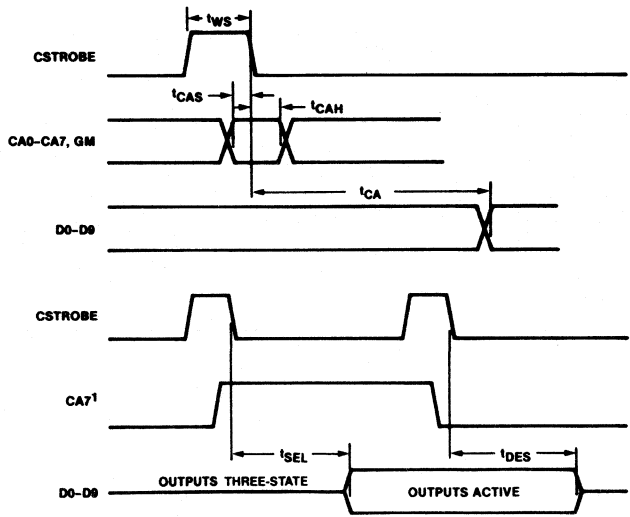 tWS
CSTROBE
tCAS
tCAH
CA0–CA7, GM
tCA
D0–D9
CSTROBE
CA7¹
tSEL
tDES
OUTPUTS THREE-STATE
D0–D9
OUTPUTS ACTIVE